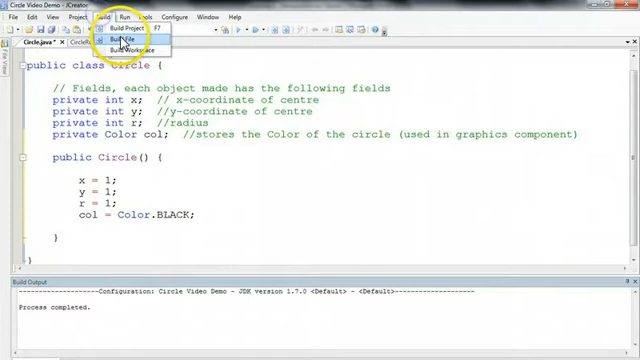 Circle Video Demo - JCreator
File Edit View Project Build Run Tools Configure Window Help
Build Project F7
Build File
Build Workspace
Circle.java *
public class Circle {
// Fields, each object made has the following fields
private int x; // x-coordinate of centre
private int y; //y-coordinate of centre
private int r; //radius
private Color col; //stores the Color of the circle (used in graphics component)
public Circle() {
x = 1;
y = 1;
r = 1;
col = Color.BLACK;
}
}
Build Output
--------------------Configuration: Circle Video Demo - JDK version 1.7.0 <Default> - <Default>--------------------
Process completed.